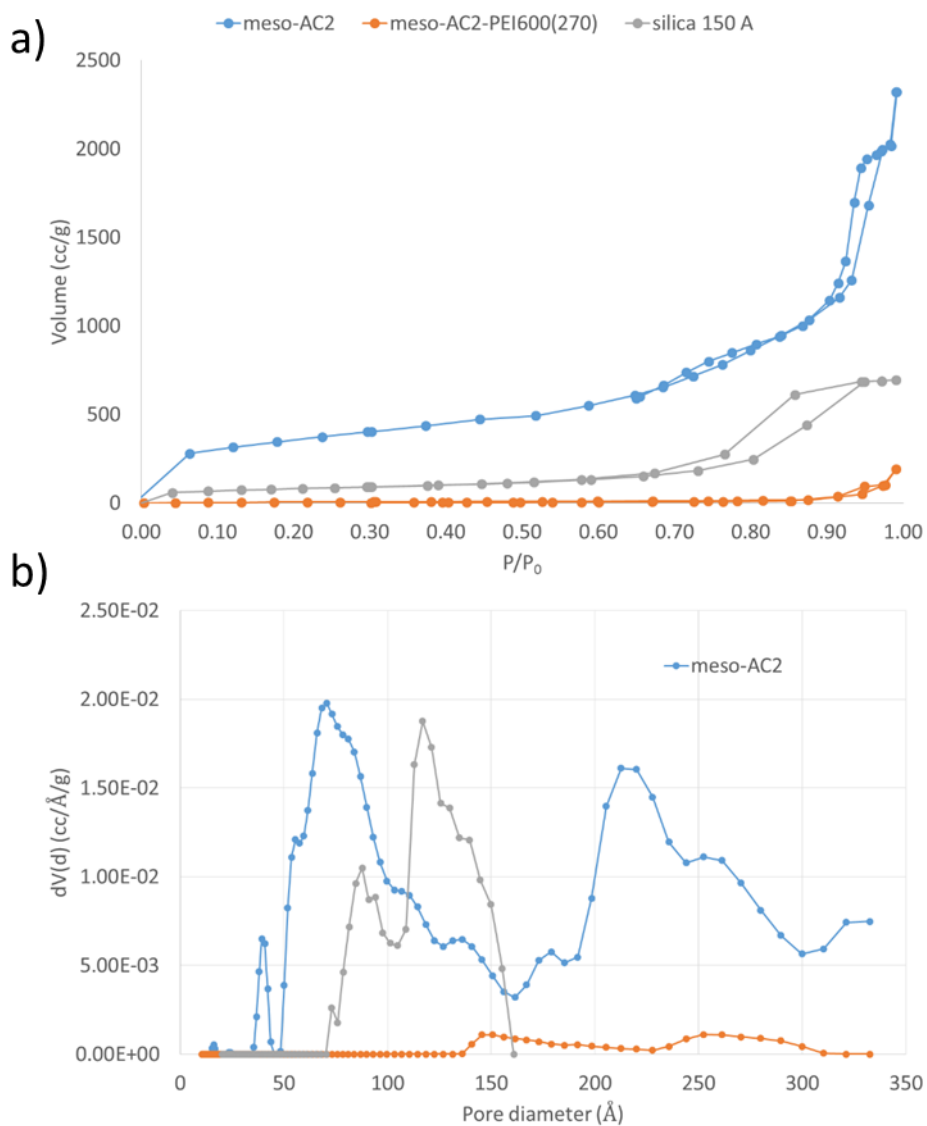 meso-AC2 meso-AC2-PEI600(270) silica 150 A
a)
2500
2000
1500
1000
500
0
Volume (cc/g)
0.00 0.10 0.20 0.30 0.40 0.50 0.60 0.70 0.80 0.90 1.00
P/P₀
b)
2.50E-02
2.00E-02
1.50E-02
1.00E-02
5.00E-03
0.00E+00
dV(d) (cc/Å/g)
meso-AC2
0 50 100 150 200 250 300 350
Pore diameter (Å)